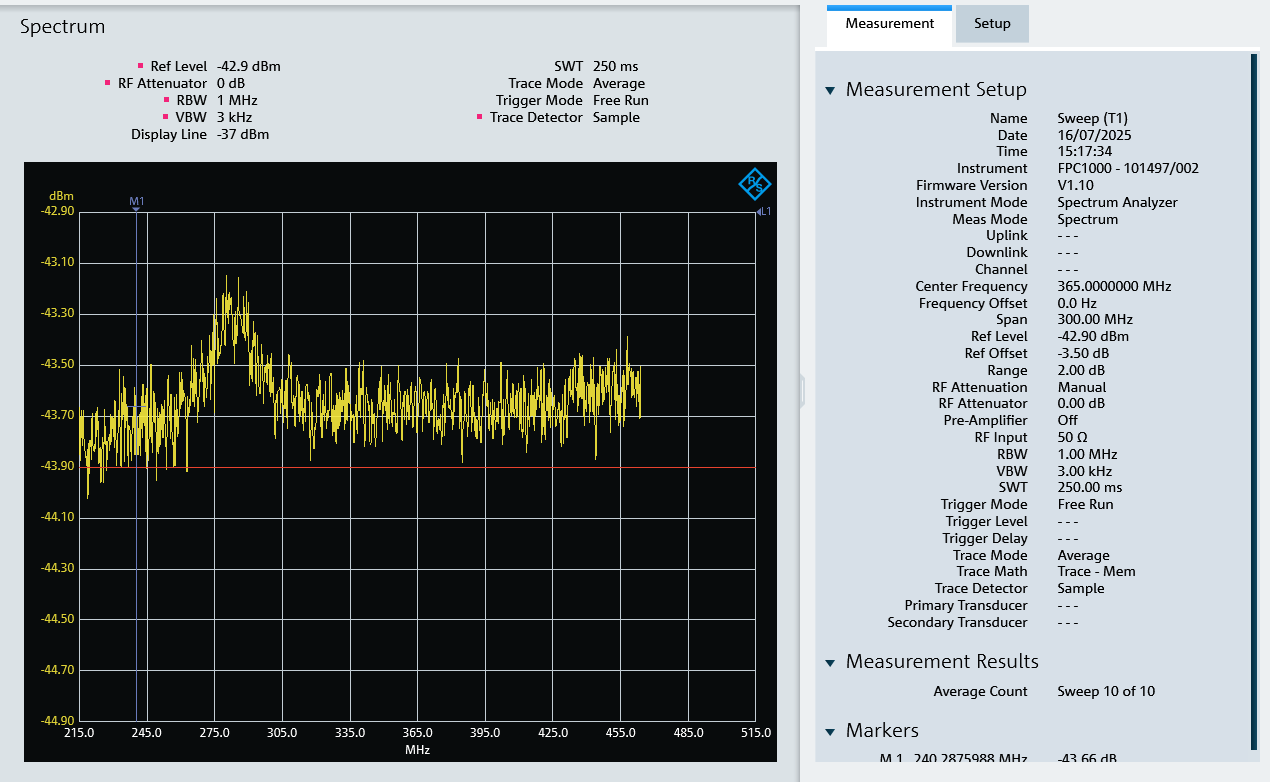 Spectrum
Ref Level -42.9 dBm
RF Attenuator 0 dB
RBW 1 MHz
VBW 3 kHz
Display Line -37 dBm
SWT 250 ms
Trace Mode Average
Trigger Mode Free Run
Trace Detector Sample
dBm
M1
L1
R S
-42.90
-43.10
-43.30
-43.50
-43.70
-43.90
-44.10
-44.30
-44.50
-44.70
-44.90
215.0 245.0 275.0 305.0 335.0 365.0 395.0 425.0 455.0 485.0 515.0
MHz
Measurement Setup
Measurement Setup
Name Sweep (T1)
Date 16/07/2025
Time 15:17:34
Instrument FPC1000 - 101497/002
Firmware Version V1.10
Instrument Mode Spectrum Analyzer
Meas Mode Spectrum
Uplink - - -
Downlink - - -
Channel - - -
Center Frequency 365.0000000 MHz
Frequency Offset 0.0 Hz
Span 300.00 MHz
Ref Level -42.90 dBm
Ref Offset -3.50 dB
Range 2.00 dB
RF Attenuation Manual
RF Attenuator 0.00 dB
Pre-Amplifier Off
RF Input 50 Ω
RBW 1.00 MHz
VBW 3.00 kHz
SWT 250.00 ms
Trigger Mode Free Run
Trigger Level - - -
Trigger Delay - - -
Trace Mode Average
Trace Math Trace - Mem
Trace Detector Sample
Primary Transducer - - -
Secondary Transducer - - -
Measurement Results
Average Count Sweep 10 of 10
Markers
M 1 240.2875988 MHz -43.66 dB